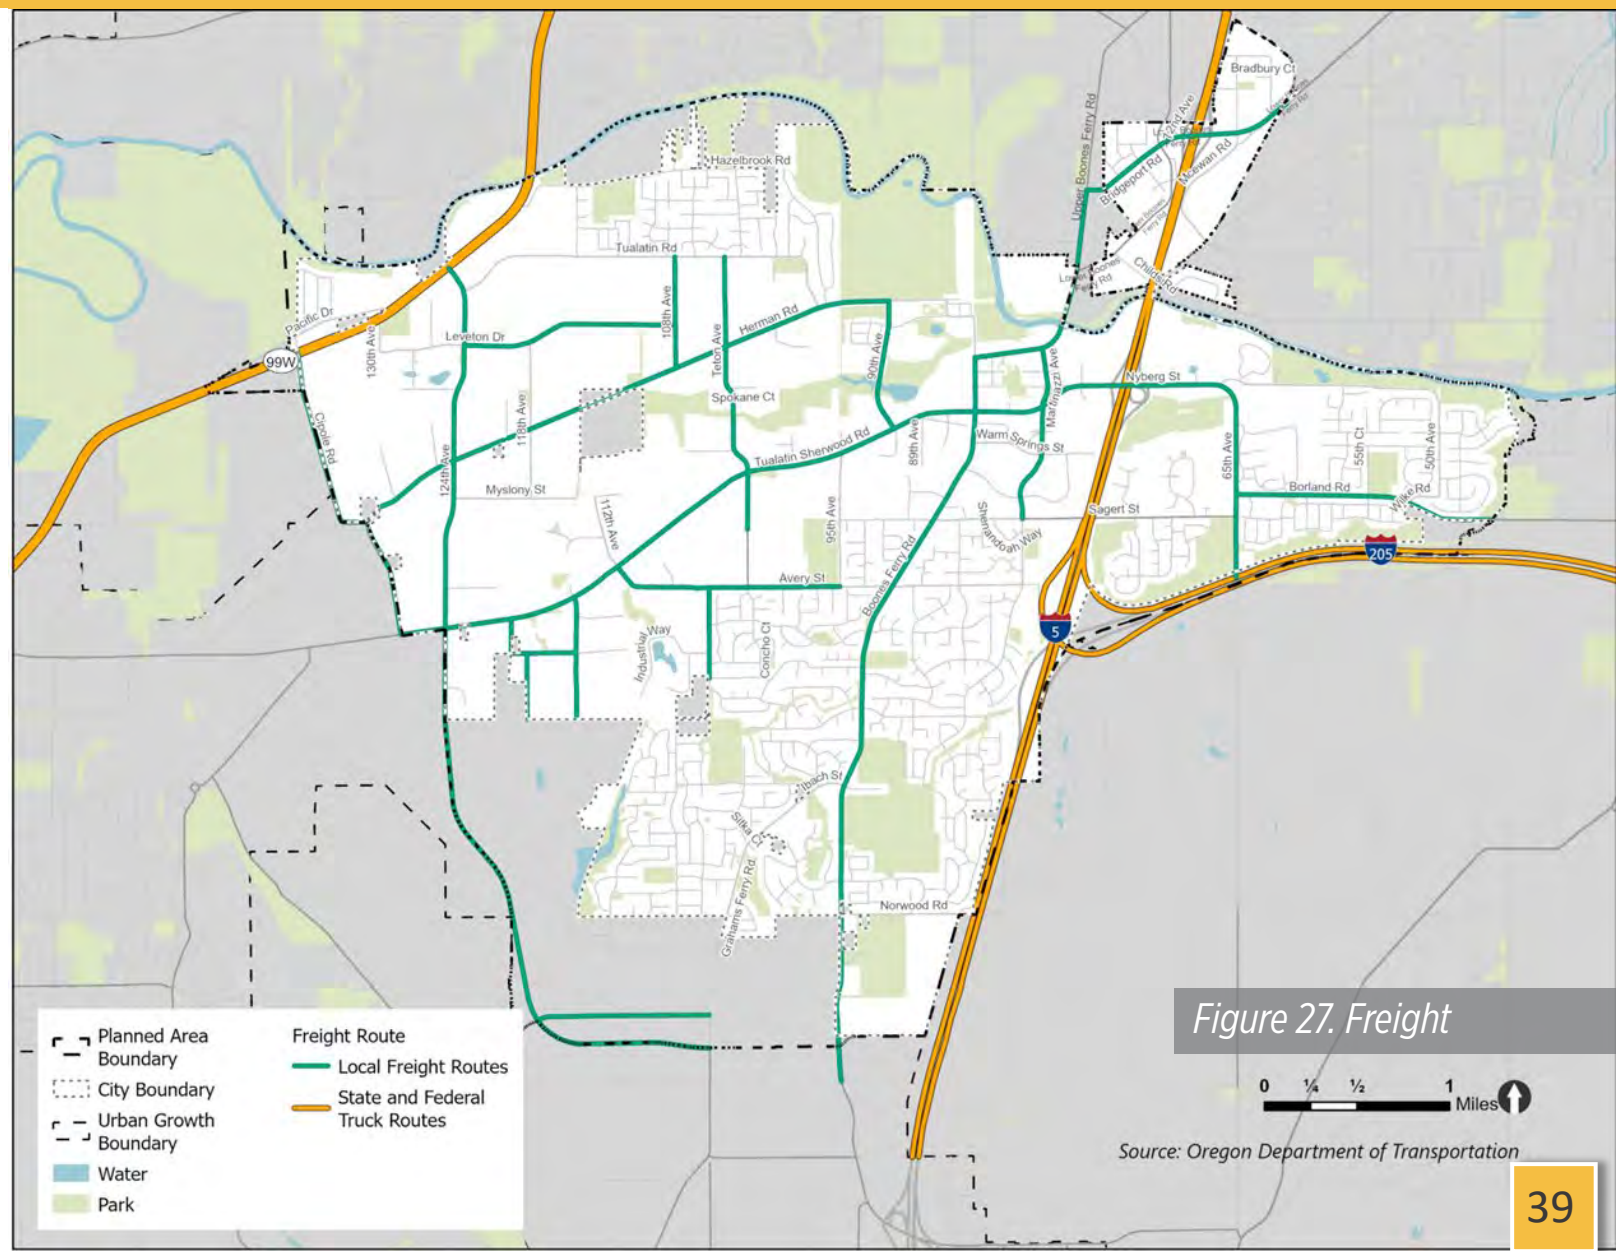 Bradbury Ct
Upper Boones Ferry Rd
72nd Ave
Bridgeport Rd
Mcewan Rd
Hazelbrook Rd
Tualatin Rd
Lower Boones
Ferry Rd
Childs Rd
Pacific Dr
99W
130th Ave
Leveton Dr
108th Ave
Teton Ave
Herman Rd
90th Ave
Martinazzi Ave
Nyberg St
Spokane Ct
Cipole Rd
118th Ave
124th Ave
Tualatin Sherwood Rd
89th Ave
Warm Springs St
65th Ave
55th Ct
50th Ave
Myslony St
Borland Rd
Wilke Rd
112th Ave
95th Ave
Shenandoah Way
Sagert St
205
Avery St
Boones Ferry Rd
5
Industrial Way
Concho Ct
Ibach St
Sitka Ct
Grahams Ferry Rd
Norwood Rd
Planned Area
Boundary
City Boundary
Urban Growth
Boundary
Water
Park
Freight Route
Local Freight Routes
State and Federal
Truck Routes
Figure 27. Freight
0 ¼ ½ 1
Miles
Source: Oregon Department of Transportation
39